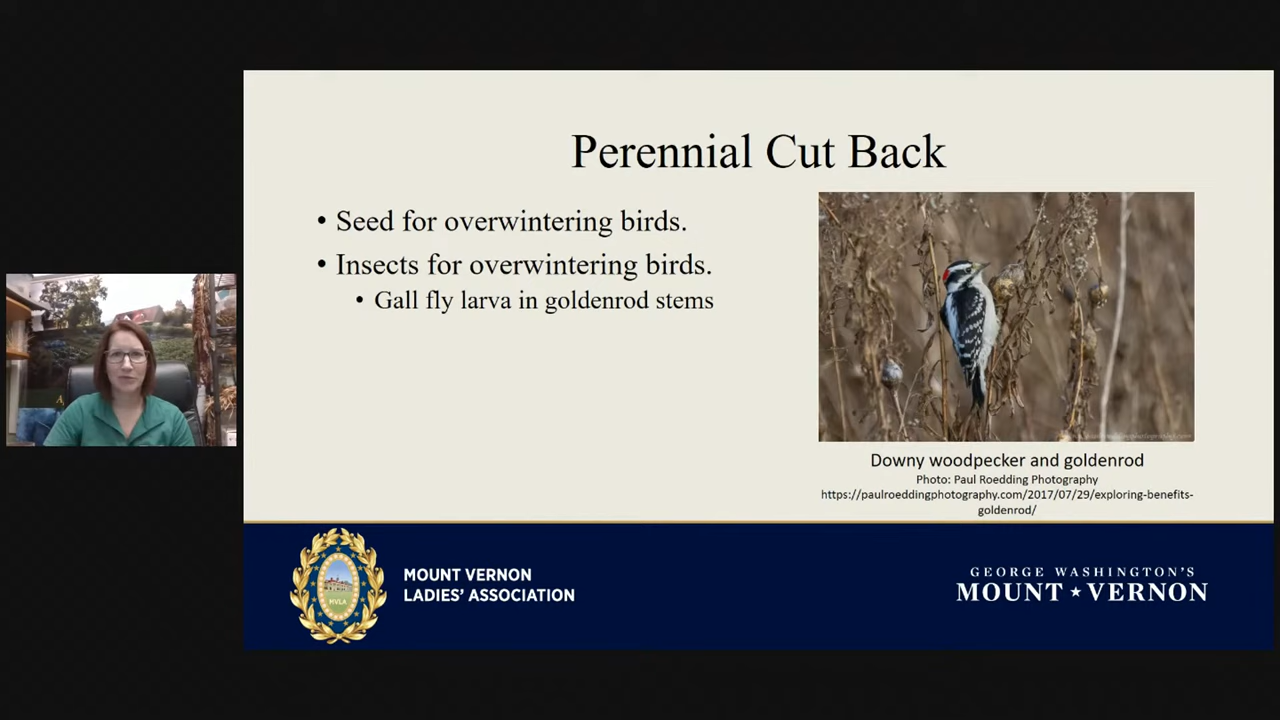 Perennial Cut Back
• Seed for overwintering birds.
• Insects for overwintering birds.
• Gall fly larva in goldenrod stems
Downy woodpecker and goldenrod
Photo: Paul Roedding Photography
https://paulroeddingphotography.com/2017/07/29/exploring-benefits-
goldenrod/
MVLA
MOUNT VERNON
LADIES’ ASSOCIATION
GEORGE WASHINGTON'S
MOUNT★VERNON